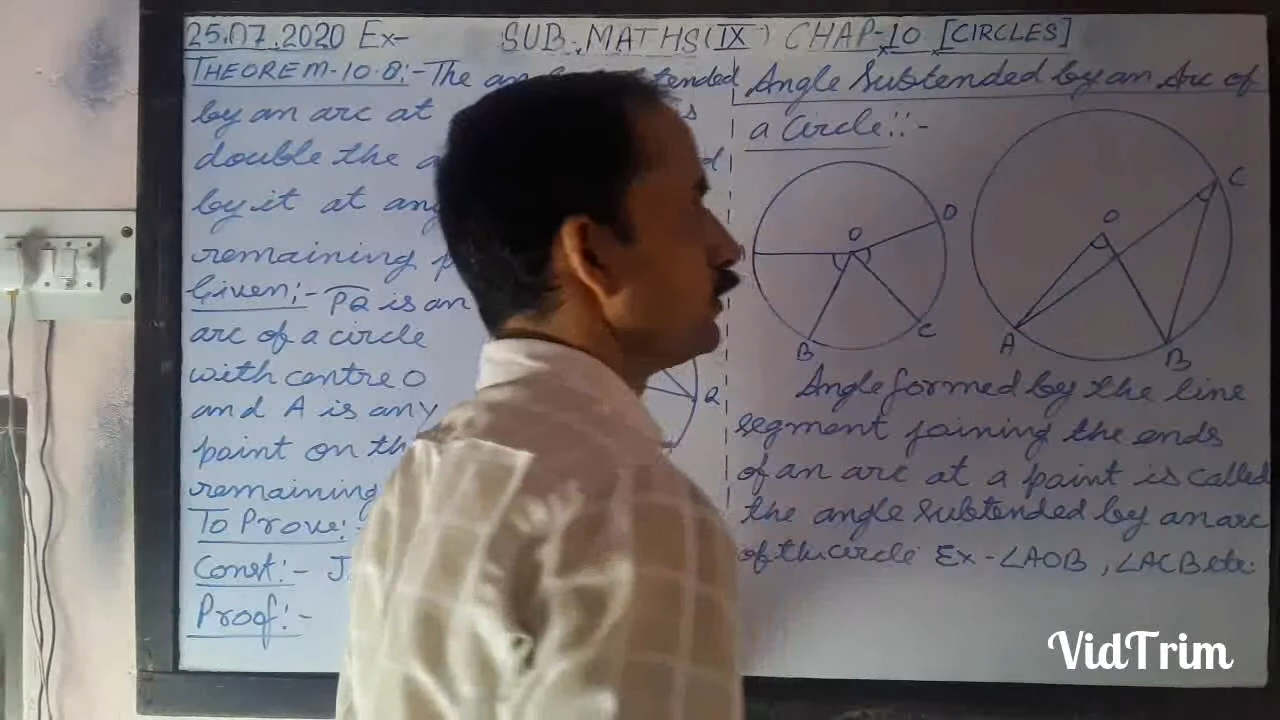 25.07.2020 Ex-
SUB. MATHS(IX) CHAP-10 [CIRCLES]
THEOREM-10.8:- The
by an arc at
double the
by it at
remaining
Given:- PQ is an
arc of a circle
with centre O
and A is any
point on
remaining
To Prove:
Const:-
Proof:-
Q
Angle Subtended by an Arc of
a Circle::-
O
D
B
C
O
C
A
B
Angle formed by the line
segment joining the ends
of an arc at a point is called
the angle subtended by an arc
of the circle Ex- ∠AOB, ∠ACB etc.
VidTrim